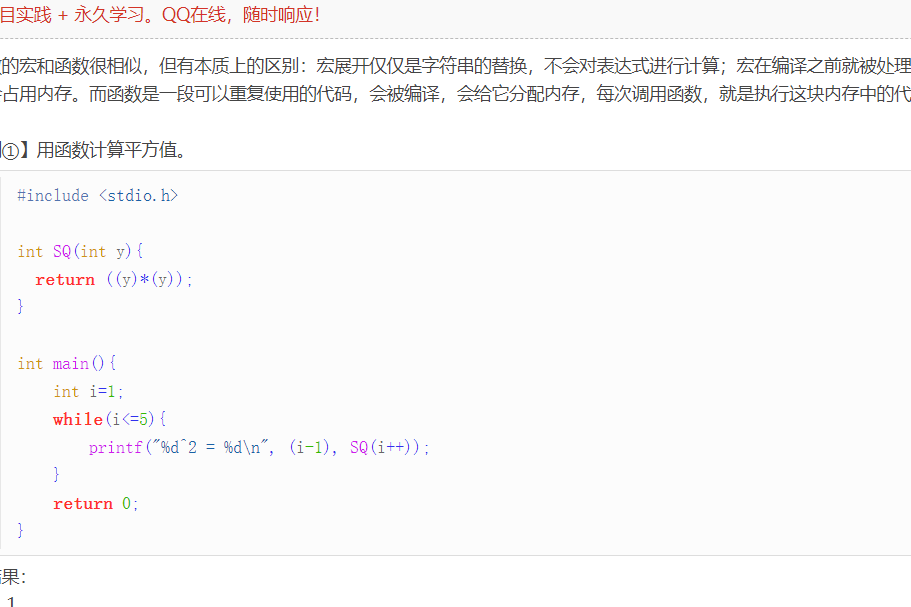 目实践 + 永久学习。QQ在线，随时响应！
的宏和函数很相似，但有本质上的区别：宏展开仅仅是字符串的替换，不会对表达式进行计算；宏在编译之前就被处理
占用内存。而函数是一段可以重复使用的代码，会被编译，会给它分配内存，每次调用函数，就是执行这块内存中的代
①】用函数计算平方值。
#include <stdio.h>
int SQ(int y){
return ((y)*(y));
}
int main(){
int i=1;
while(i<=5){
printf("%d^2 = %d\n", (i-1), SQ(i++));
}
return 0;
}
果：
1